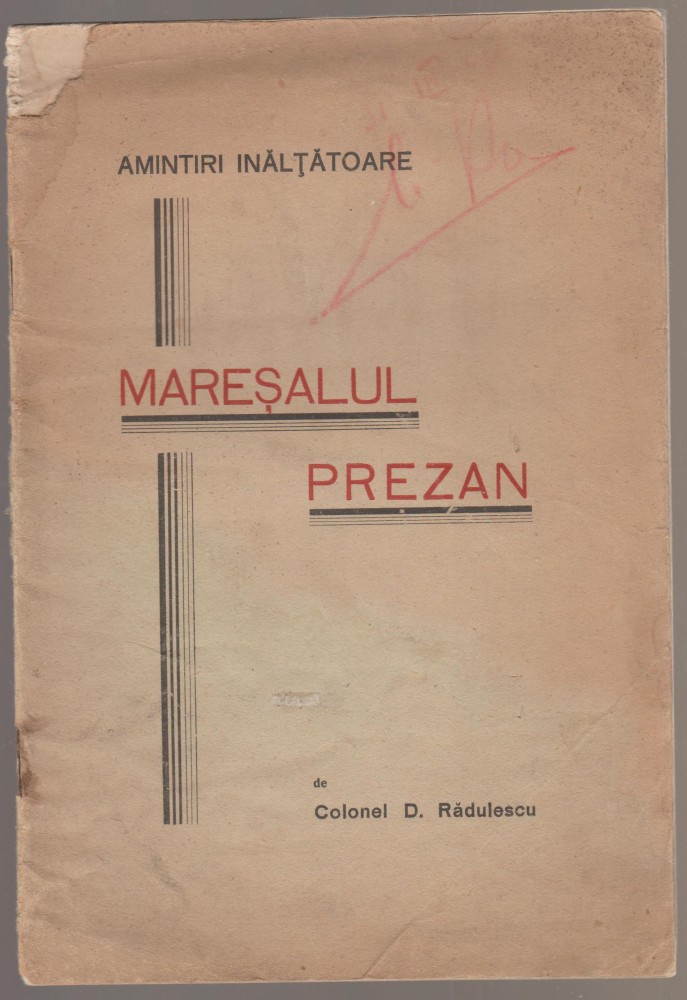 AMINTIRI INĂLŢĂTOARE
MAREŞALUL
PREZAN
de
Colonel D. Rădulescu